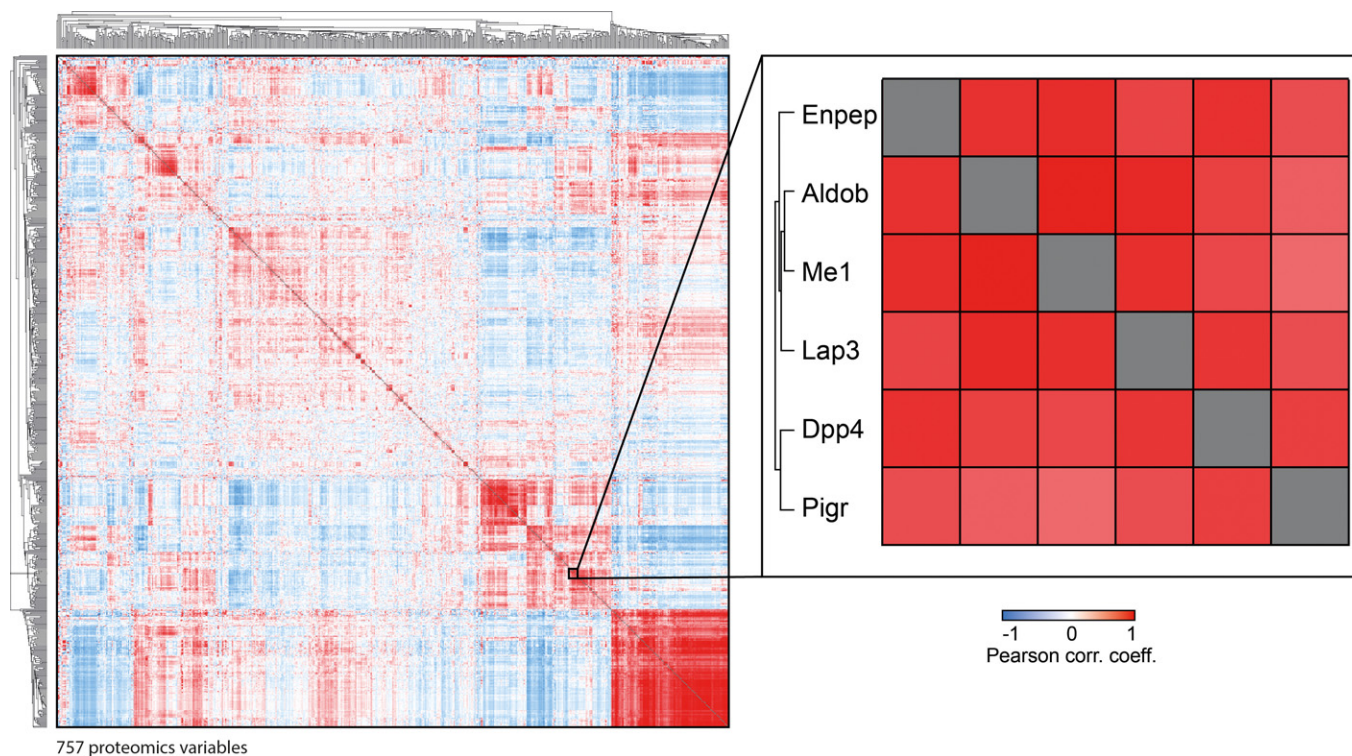 Enpep
Aldob
Me1
Lap3
Dpp4
Pigr
-1 0 1
Pearson corr. coeff.
757 proteomics variables